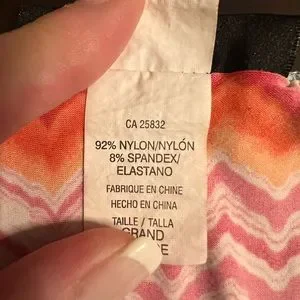 CA 25832
92% NYLON/NYLÓN
8% SPANDEX/
ELASTANO
FABRIQUE EN CHINE
HECHO EN CHINA
TAILLE / TALLA
GRAND